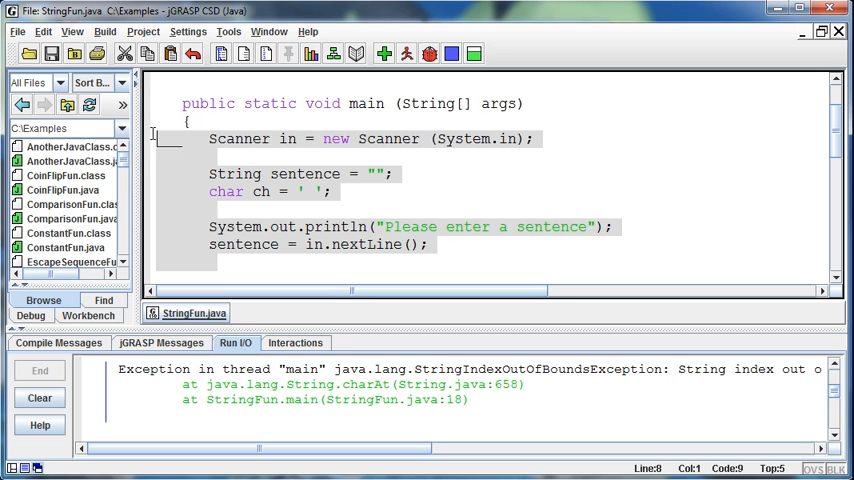 File: StringFun.java C:\Examples - jGRASP CSD (Java)
File Edit View Build Project Settings Tools Window Help
All Files Sort B...
C:\Examples
AnotherJavaClass.c
AnotherJavaClass.j
CoinFlipFun.class
CoinFlipFun.java
ComparisonFun.clas
ComparisonFun.java
ConstantFun.class
ConstantFun.java
EscapeSequenceFu
Browse Find
Debug Workbench
public static void main (String[] args)
{
Scanner in = new Scanner (System.in);
String sentence = "";
char ch = ' ';
System.out.println("Please enter a sentence");
sentence = in.nextLine();
StringFun.java
Compile Messages jGRASP Messages Run I/O Interactions
End
Clear
Help
Exception in thread "main" java.lang.StringIndexOutOfBoundsException: String index out o
at java.lang.String.charAt(String.java:658)
at StringFun.main(StringFun.java:18)
Line:8 Col:1 Code:9 Top:5 OVS BLK